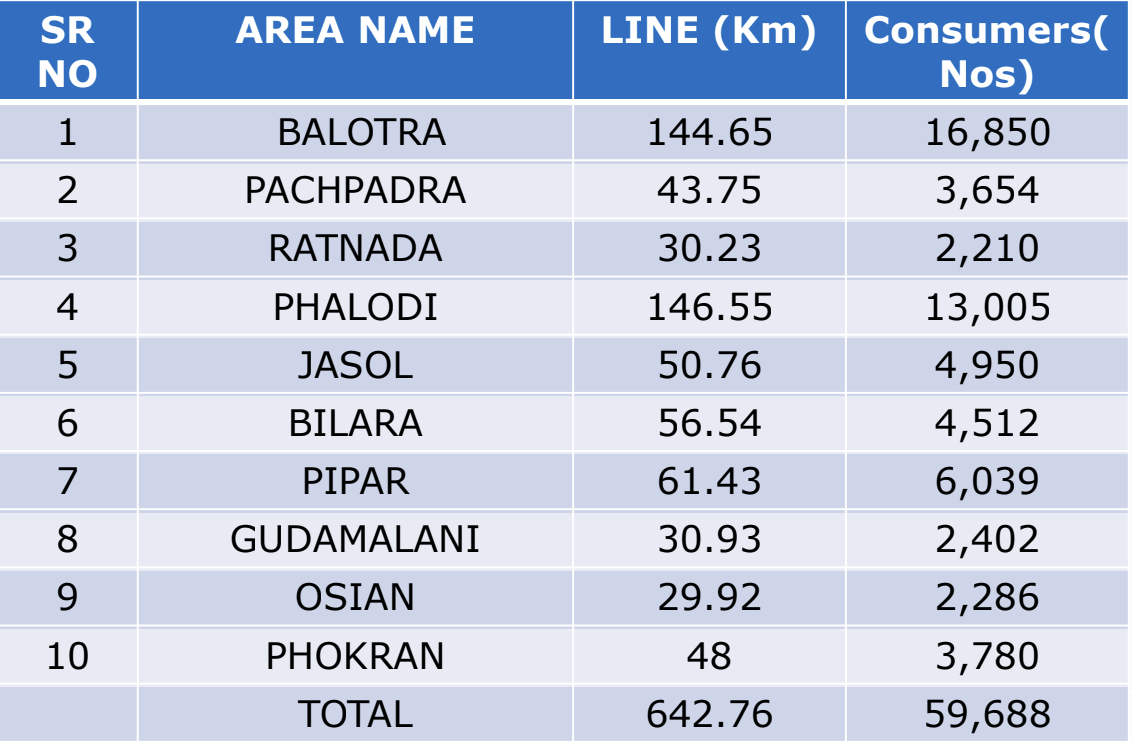 SR NO AREA NAME LINE (Km) Consumers( Nos)
1 BALOTRA 144.65 16,850
2 PACHPADRA 43.75 3,654
3 RATNADA 30.23 2,210
4 PHALODI 146.55 13,005
5 JASOL 50.76 4,950
6 BILARA 56.54 4,512
7 PIPAR 61.43 6,039
8 GUDAMALANI 30.93 2,402
9 OSIAN 29.92 2,286
10 PHOKRAN 48 3,780
TOTAL 642.76 59,688